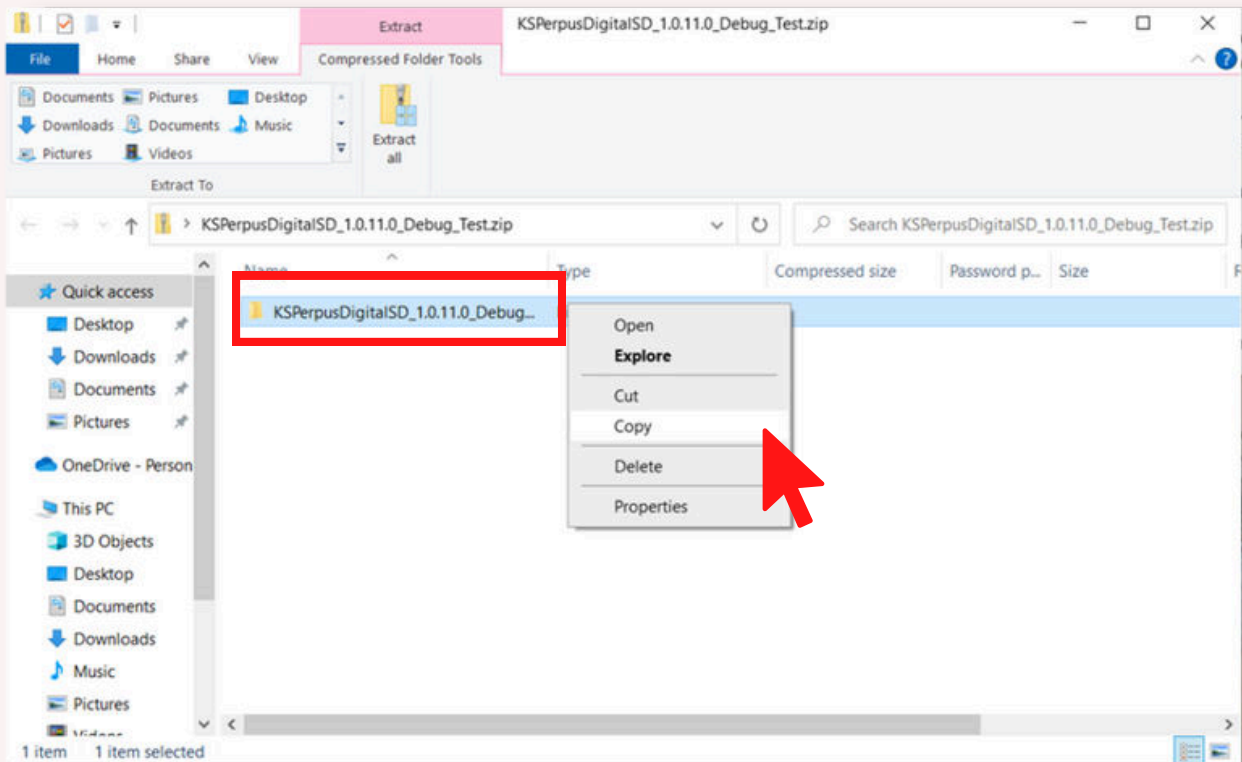 Extract
KSPerpusDigitalSD_1.0.11.0_Debug_Test.zip
File
Home
Share
View
Compressed Folder Tools
Documents
Pictures
Desktop
Downloads
Documents
Music
Pictures
Videos
Extract all
Extract To
KSPerpusDigitalSD_1.0.11.0_Debug_Test.zip
Search KSPerpusDigitalSD_1.0.11.0_Debug_Test.zip
Name
Type
Compressed size
Password p...
Size
Quick access
Desktop
Downloads
Documents
Pictures
OneDrive - Person
This PC
3D Objects
Desktop
Documents
Downloads
Music
Pictures
Videos
KSPerpusDigitalSD_1.0.11.0_Debug...
Open
Explore
Cut
Copy
Delete
Properties
1 item
1 item selected